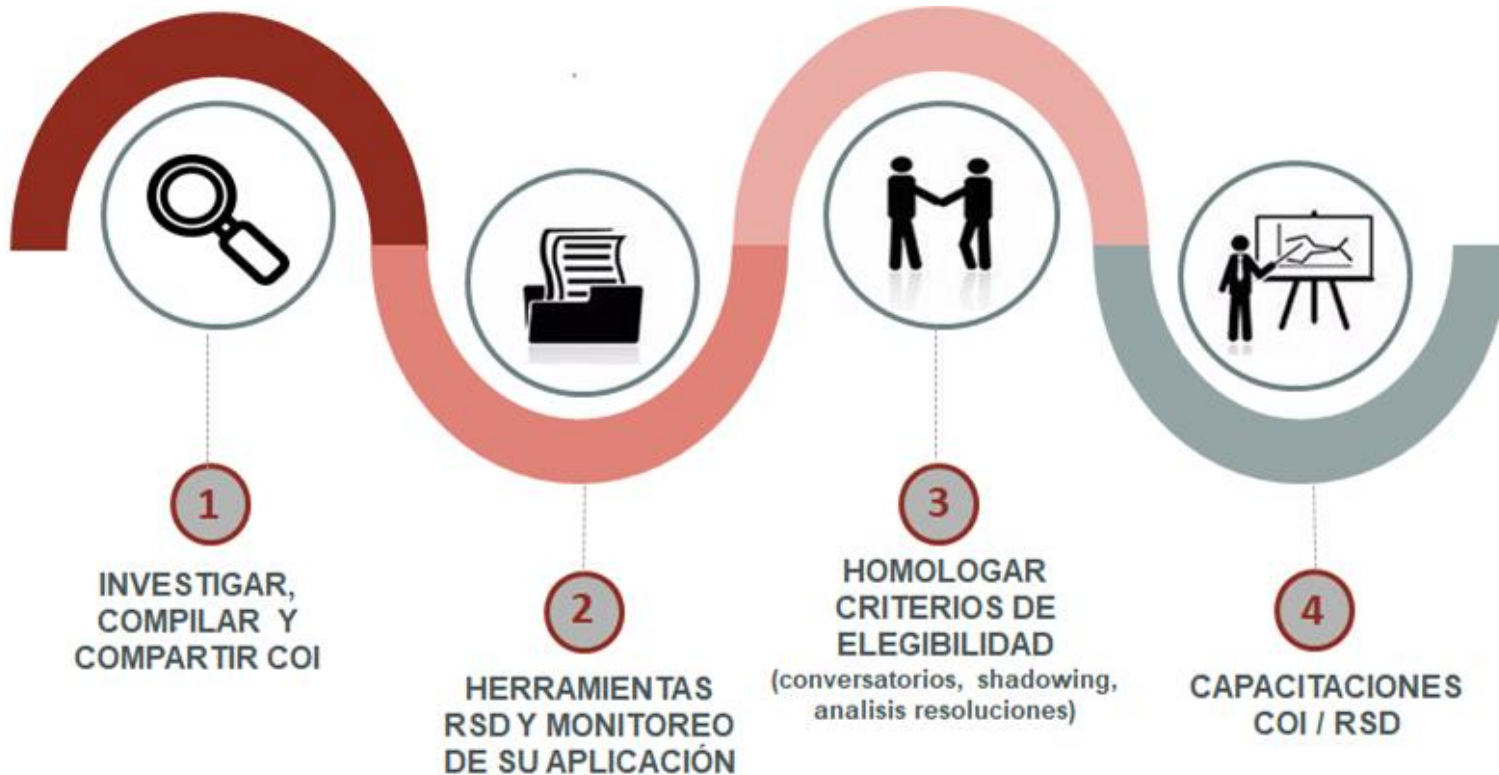 1
INVESTIGAR,
COMPILAR Y
COMPARTIR COI
2
HERRAMIENTAS
RSD Y MONITOREO
DE SU APLICACIÓN
3
HOMOLOGAR
CRITERIOS DE
ELEGIBILIDAD
(conversatorios, shadowing,
analisis resoluciones)
4
CAPACITACIONES
COI / RSD